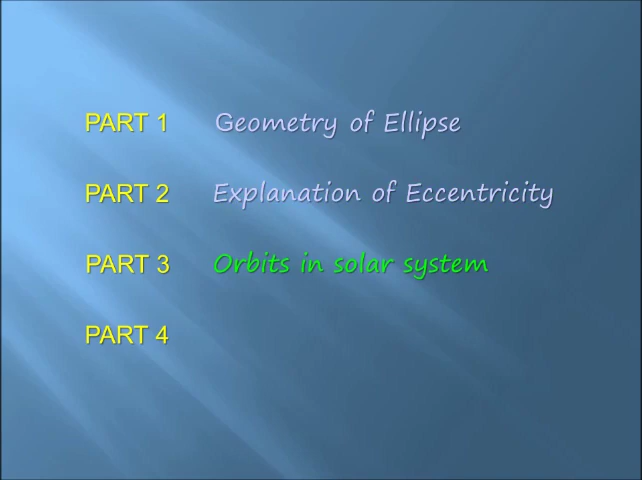 PART 1 Geometry of Ellipse
PART 2 Explanation of Eccentricity
PART 3 Orbits in solar system
PART 4